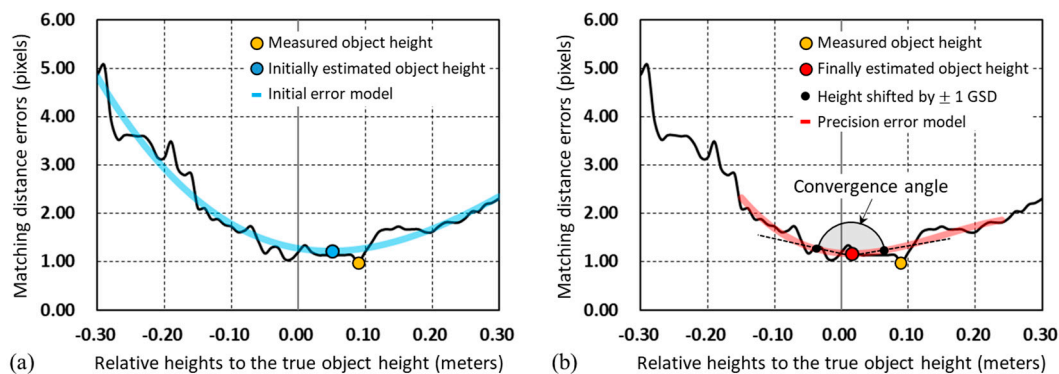 6.00
5.00
4.00
3.00
2.00
1.00
0.00
Matching distance errors (pixels)
Measured object height
Initially estimated object height
Initial error model
-0.30 -0.20 -0.10 0.00 0.10 0.20 0.30
(a) Relative heights to the true object height (meters)
6.00
5.00
4.00
3.00
2.00
1.00
0.00
Matching distance errors (pixels)
Measured object height
Finally estimated object height
Height shifted by ± 1 GSD
Precision error model
Convergence angle
-0.30 -0.20 -0.10 0.00 0.10 0.20 0.30
(b) Relative heights to the true object height (meters)